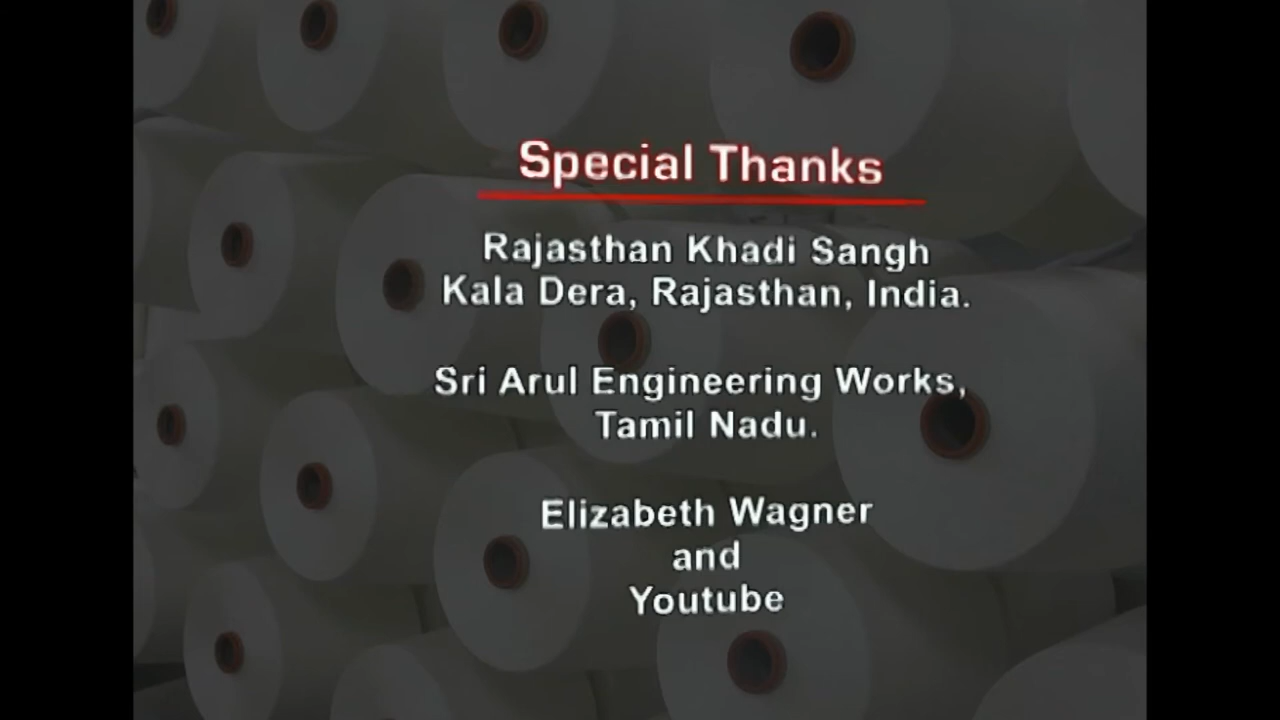 Special Thanks
Rajasthan Khadi Sangh
Kala Dera, Rajasthan, India.
Sri Arul Engineering Works,
Tamil Nadu.
Elizabeth Wagner
and
Youtube